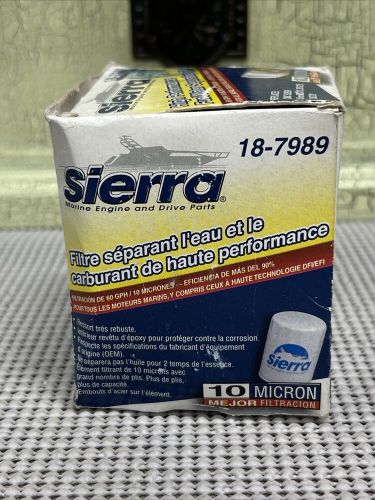 Sierra
18-7989
Sierra®
Marine Engine and Drive Parts
Filtre séparant l'eau et le
carburant de haute performance
FILTRACIÓN DE 60 GPH / 10 MICRONES – EFICIENCIA DE MÁS DEL 90%
POUR TOUS LES MOTEURS MARINS, Y COMPRIS CEUX À HAUTE TECHNOLOGIE DFI/EFI
Ressort très robuste.
revêtu d'époxy pour protéger contre la corrosion.
les spécifications du fabricant d'équipement
d'origine (OEM).
séparera pas l'huile pour 2 temps de l'essence.
Élément filtrant de 10 microns avec
grand nombre de plis. Plus de plis,
plus de capacité.
Embouts d'acier sur l'élément.
Sierra
10 MICRON
MEJOR FILTRACION